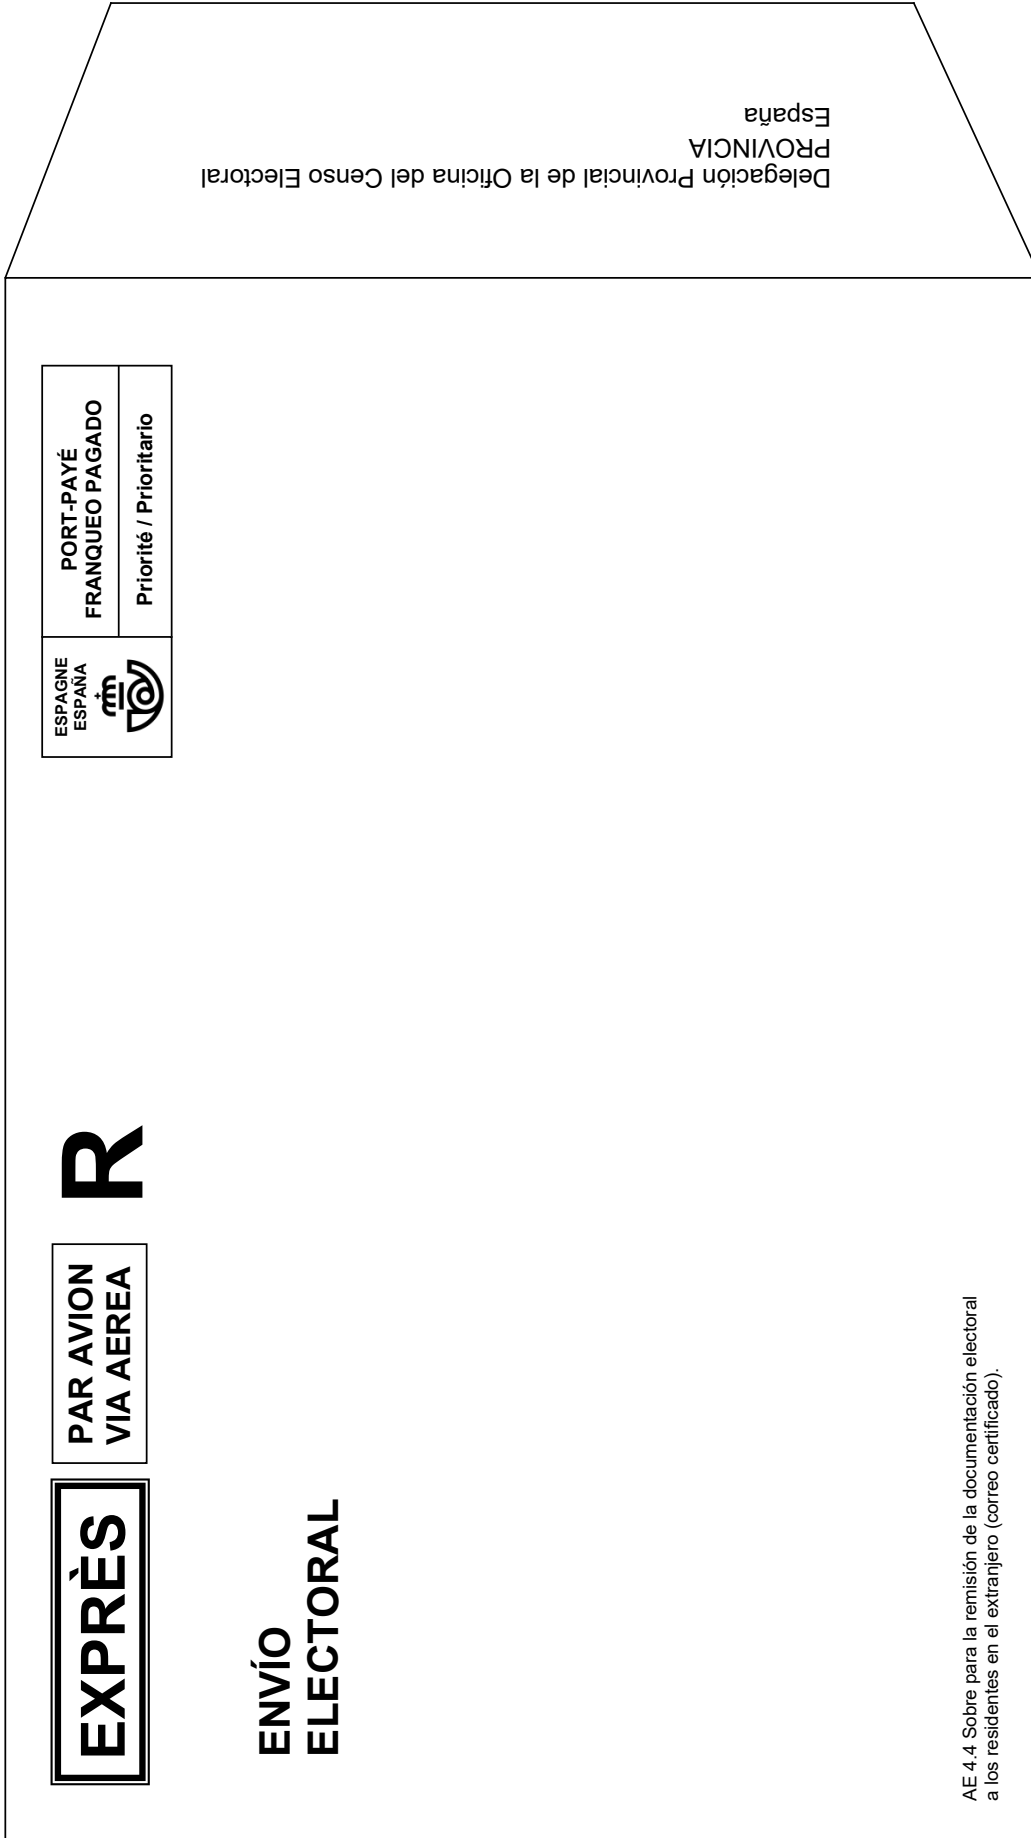 Delegación Provincial de la Oficina del Censo Electoral
PROVINCIA
España
EXPRÈS
PAR AVION
VIA AEREA
R
ESPAGNE
ESPAÑA
PORT-PAYÉ
FRANQUEO PAGADO
Priorité / Prioritario
ENVÍO
ELECTORAL
AE 4.4 Sobre para la remisión de la documentación electoral
a los residentes en el extranjero (correo certificado).